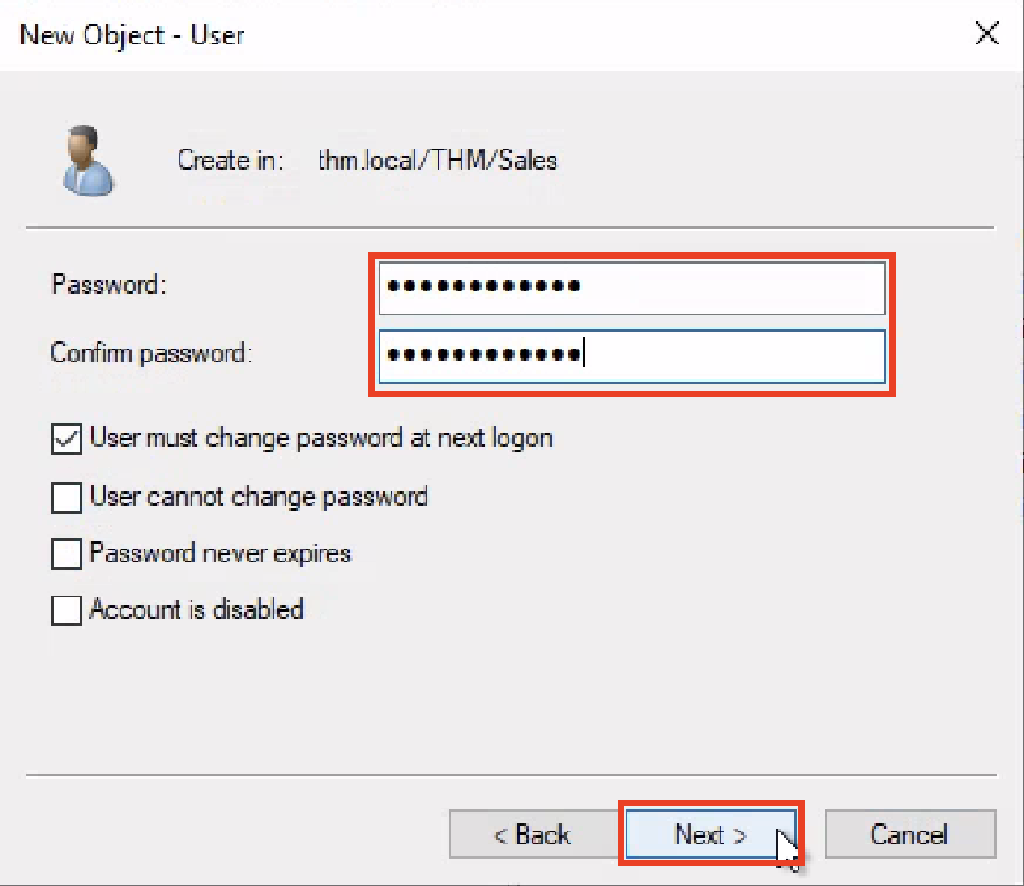 New Object - User
Create in: thm.local/THM/Sales
Password: ••••••••••••
Confirm password: ••••••••••••
User must change password at next logon
User cannot change password
Password never expires
Account is disabled
< Back Next > Cancel